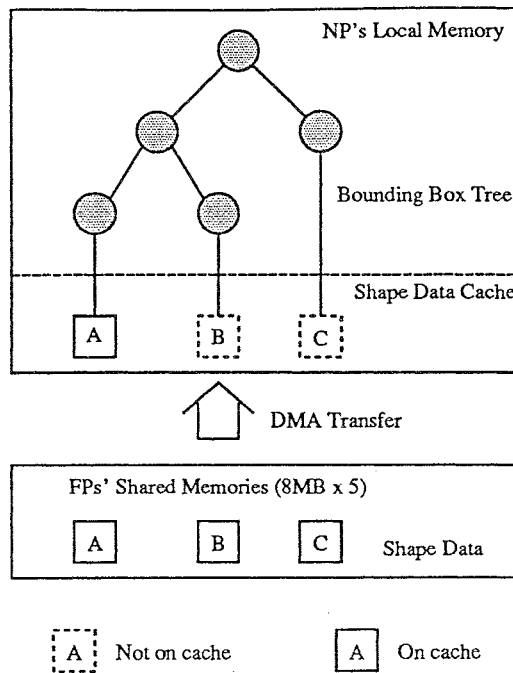 NP's Local Memory
Bounding Box Tree
Shape Data Cache
A B C
DMA Transfer
FPs' Shared Memories (8MB x 5)
A B C
Shape Data
A Not on cache A On cache